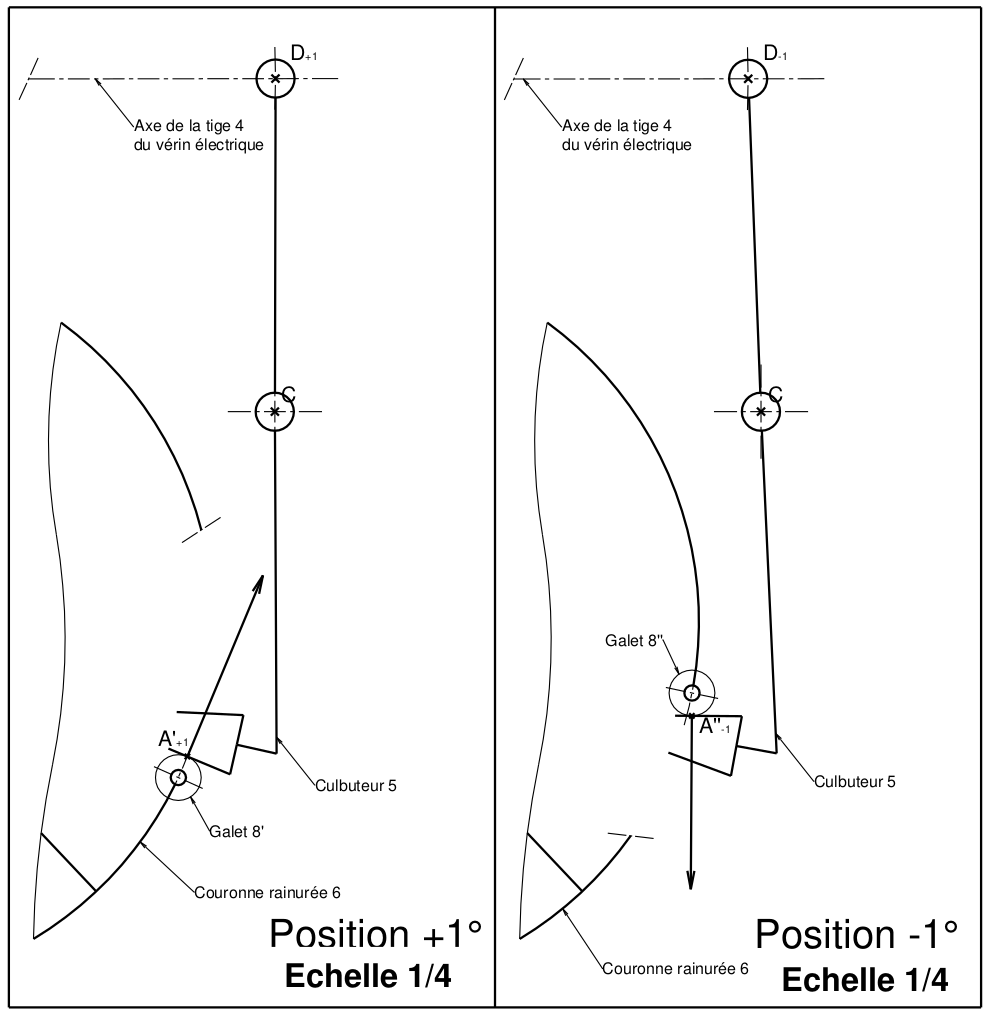 D+1
Axe de la tige 4
du vérin électrique
C
A'+1
Culbuteur 5
Galet 8'
Couronne rainurée 6
Position +1°
Echelle 1/4
D-1
Axe de la tige 4
du vérin électrique
C
Galet 8"
A"-1
Culbuteur 5
Couronne rainurée 6
Position -1°
Echelle 1/4